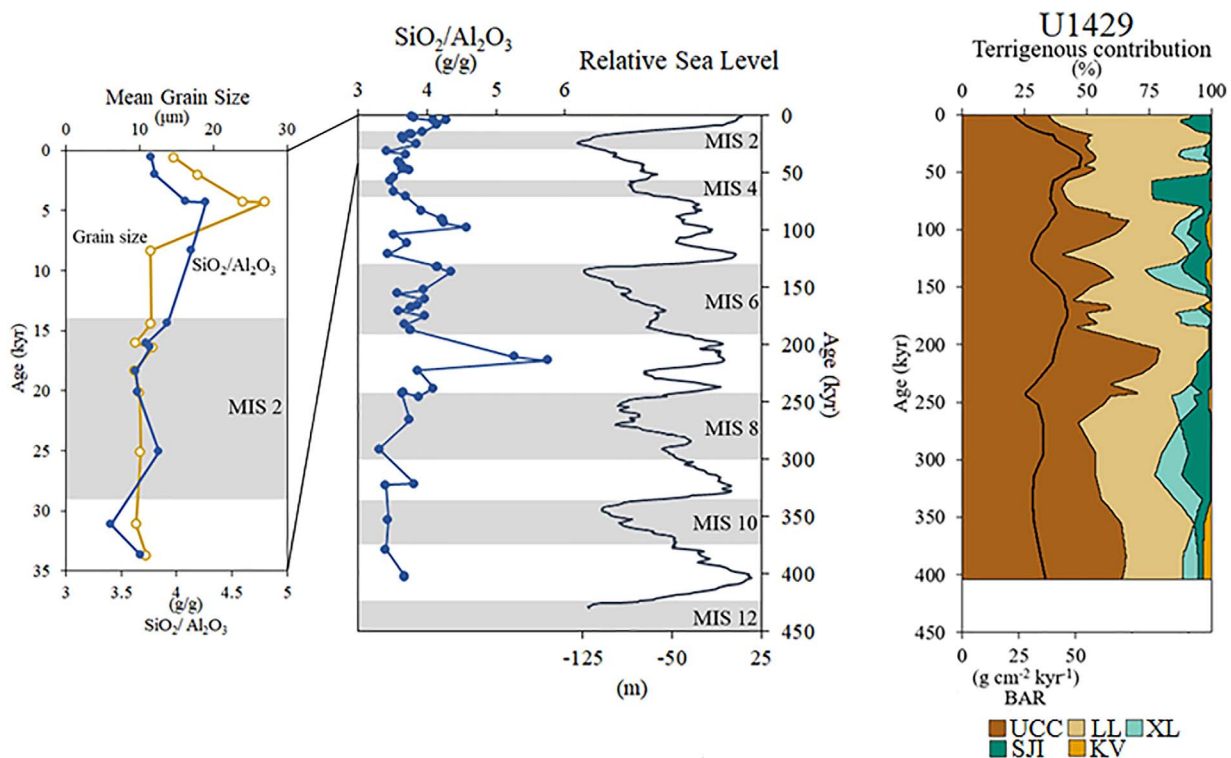 Mean Grain Size
(μm)
0 10 20 30
0
5
10
15
20
25
30
35
Age (kyr)
Grain size
SiO₂/Al₂O₃
MIS 2
3 3.5 4 4.5 5
(g/g)
SiO₂/Al₂O₃
SiO₂/Al₂O₃
(g/g)
Relative Sea Level
3 4 5 6
0
50
100
150
200
250
300
350
400
450
Age (kyr)
MIS 2
MIS 4
MIS 6
MIS 8
MIS 10
MIS 12
-125 -50 25
(m)
U1429
Terrigenous contribution
(%)
0 25 50 75 100
0
50
100
150
200
250
300
350
400
450
Age (kyr)
0 25 50
(g cm⁻² kyr⁻¹)
BAR
UCC LL XL
SJI KV